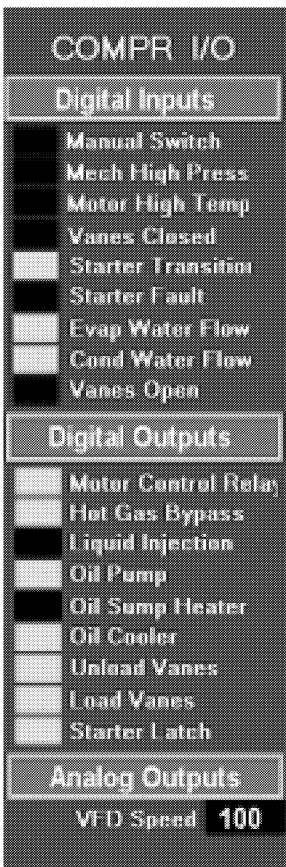 COMPR I/O
Digital Inputs
Manual Switch
Mech High Press
Motor High Temp
Vanes Closed
Starter Transition
Starter Fault
Evap Water Flow
Cond Water Flow
Vanes Open
Digital Outputs
Motor Control Relay
Hot Gas Bypass
Liquid Injection
Oil Pump
Oil Sump Heater
Oil Cooler
Unload Vanes
Load Vanes
Starter Latch
Analog Outputs
VFD Speed 100